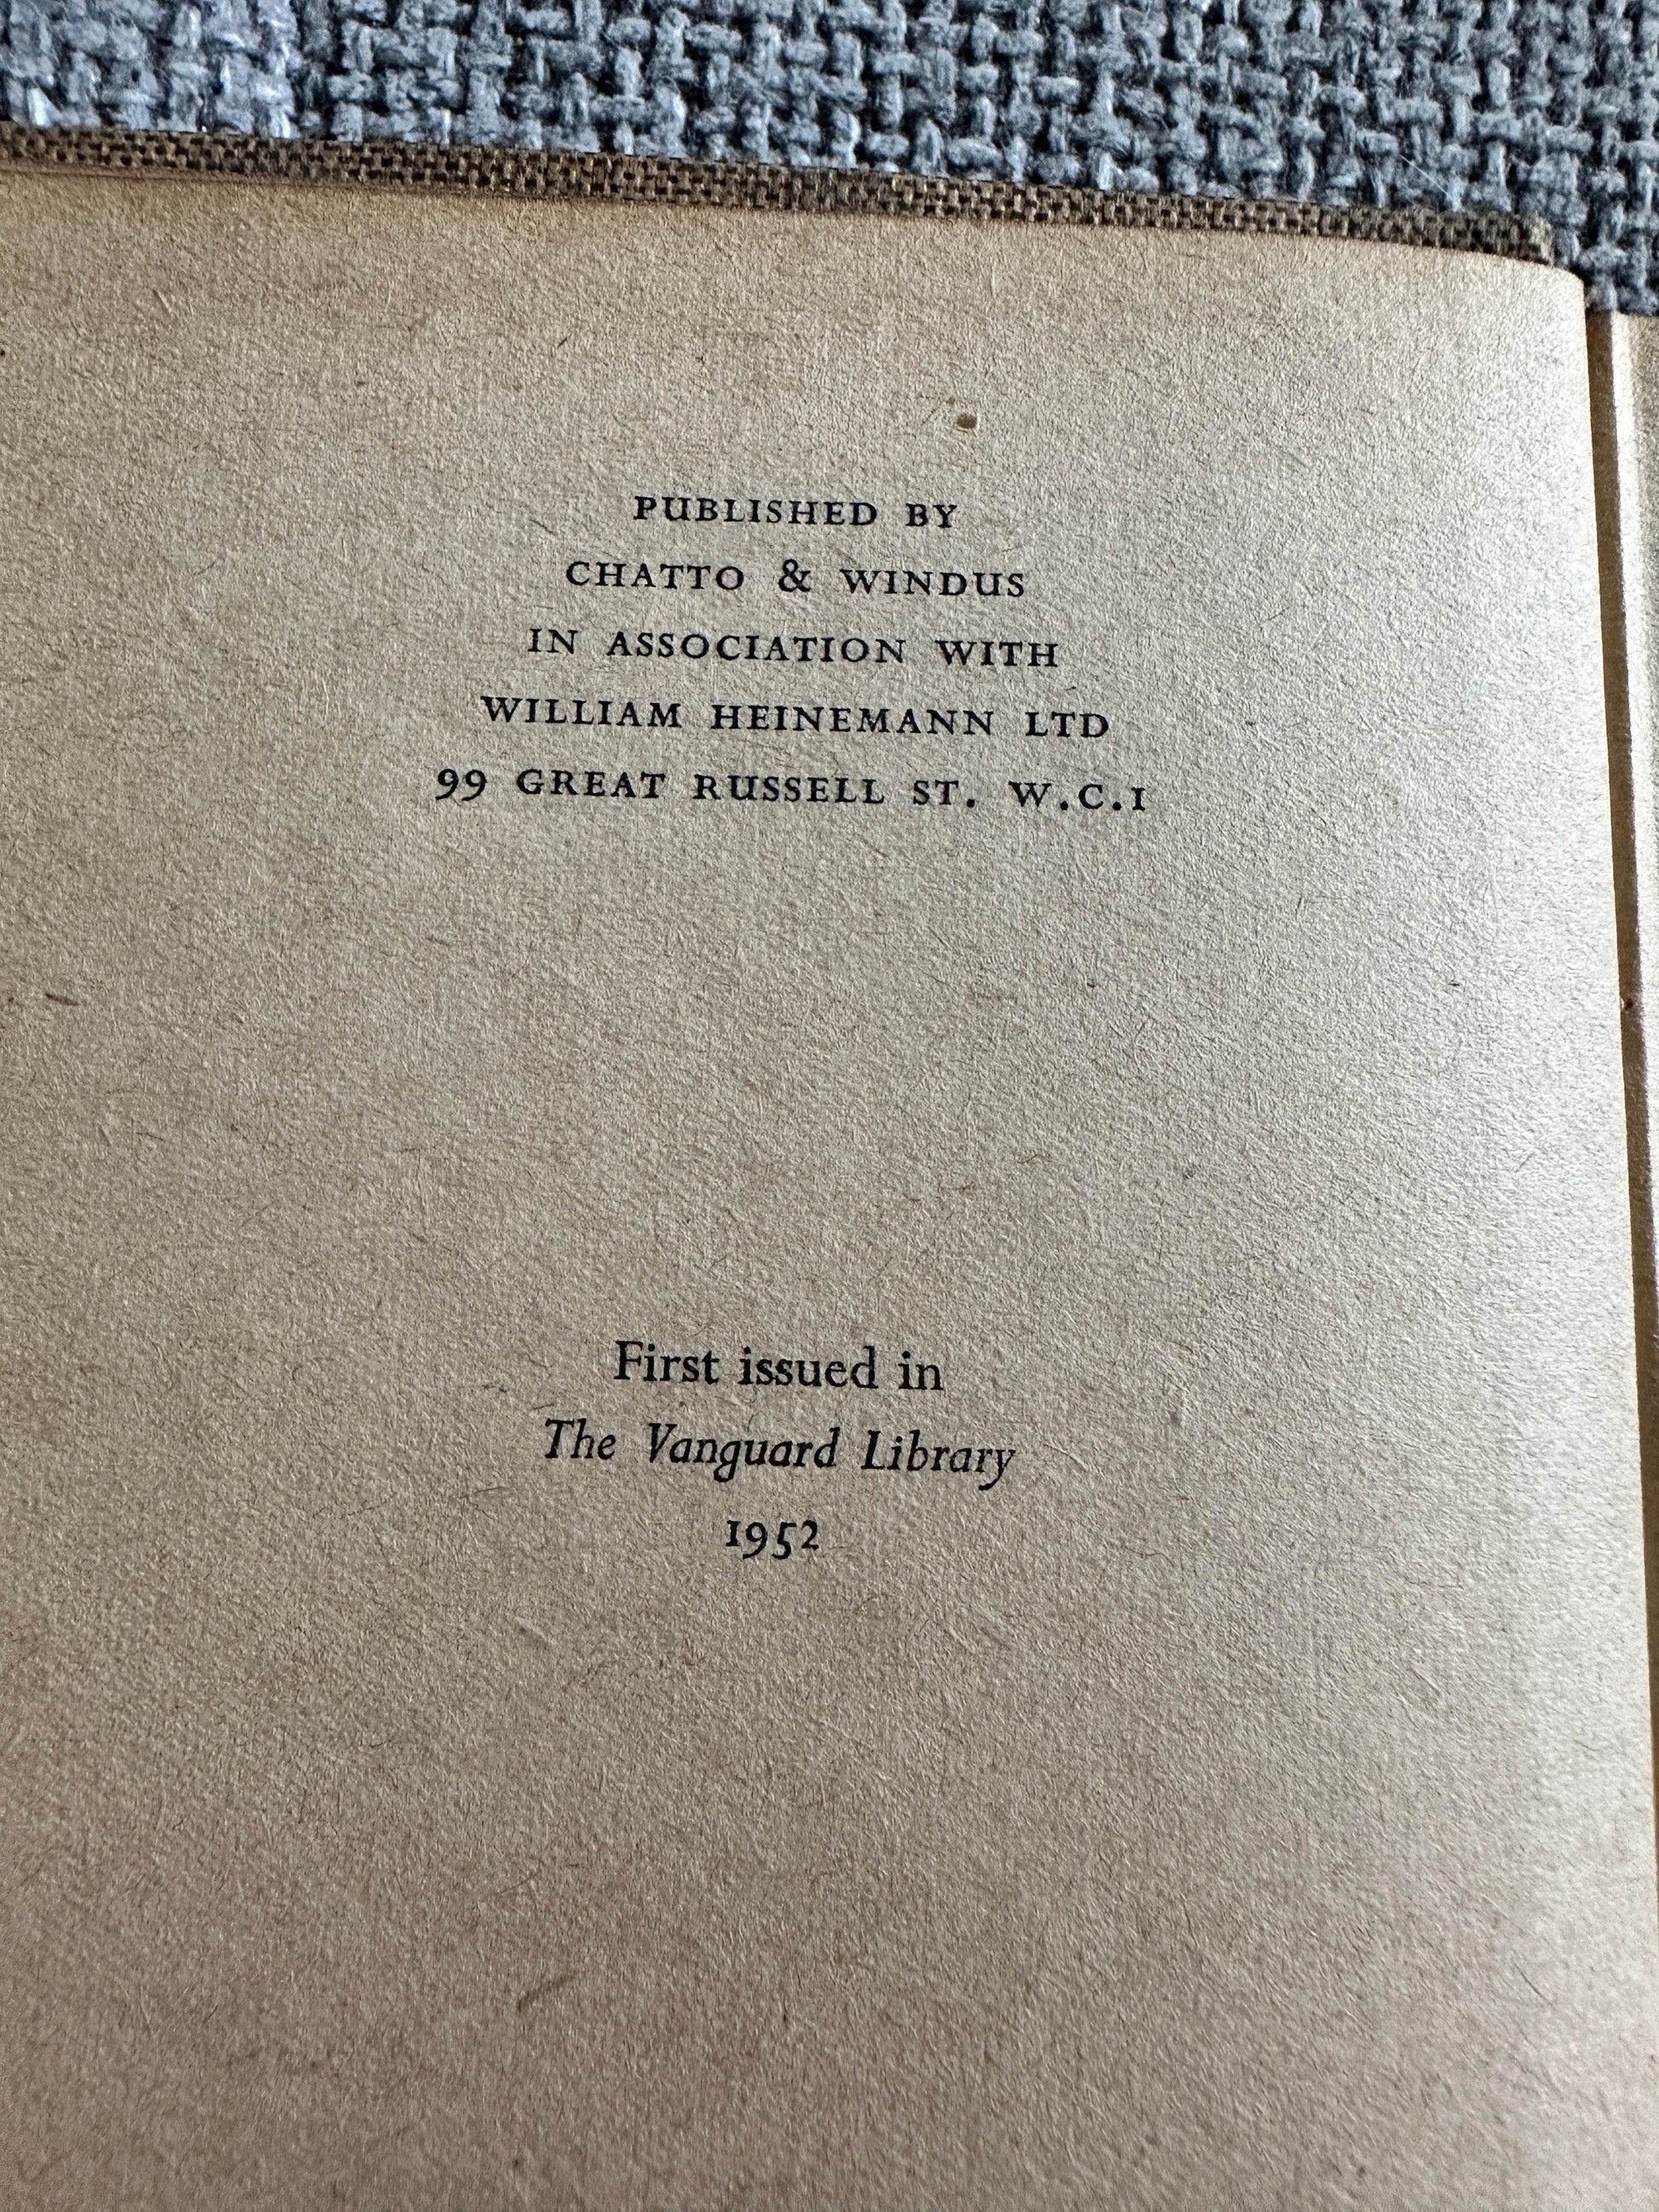 PUBLISHED BY
CHATTO & WINDUS
IN ASSOCIATION WITH
WILLIAM HEINEMANN LTD
99 GREAT RUSSELL ST. W.C.1
First issued in
The Vanguard Library
1952